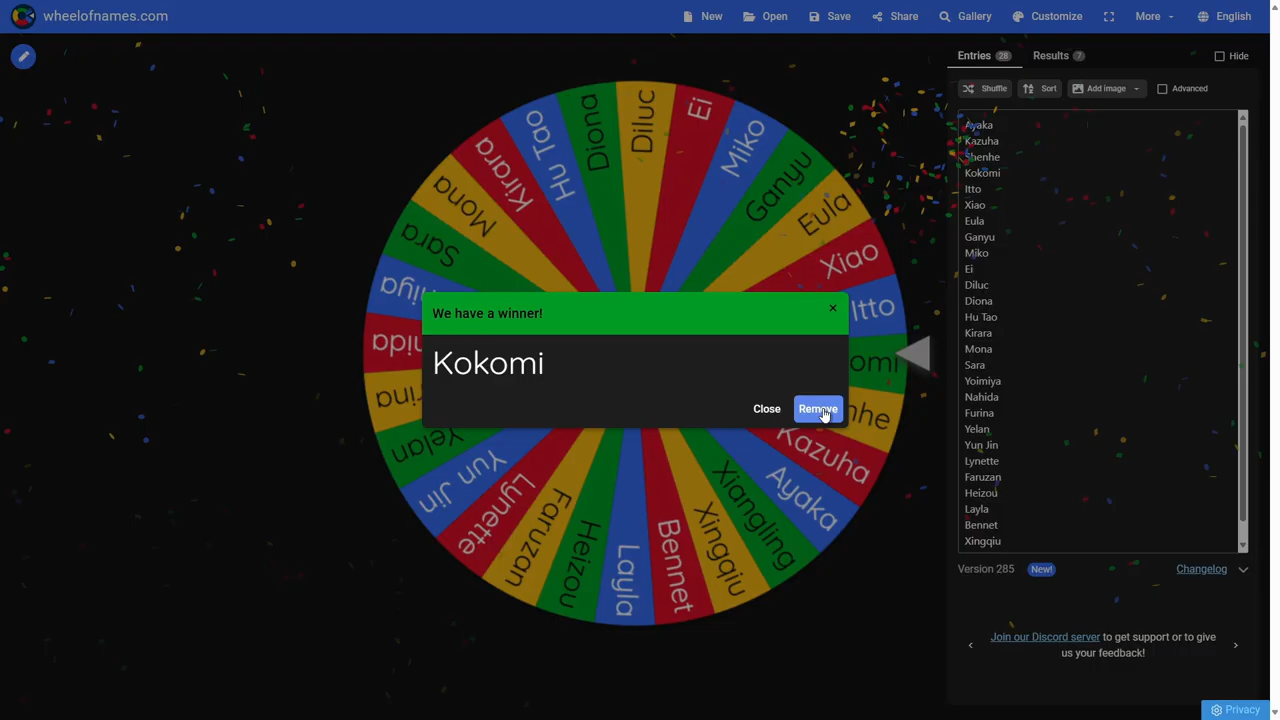 wheelofnames.com
New
Open
Save
Share
Gallery
Customize
More
English
Entries 28
Results 7
Hide
Shuffle
Sort
Add image
Advanced
Ayaka
Kazuha
Shenhe
Kokomi
Itto
Xiao
Eula
Ganyu
Miko
Ei
Diluc
Diona
Hu Tao
Kirara
Mona
Sara
Yoimiya
Nahida
Furina
Yelan
Yun Jin
Lynette
Faruzan
Heizou
Layla
Bennet
Xingqiu
Version 285
New!
Changelog
Join our Discord server to get support or to give
us your feedback!
Privacy
We have a winner!
Kokomi
Close
Remove
Diluc
Ei
Miko
Ganyu
Eula
Xiao
Itto
omi
nhe
Kazuha
Ayaka
Xiangling
Xingqiu
Bennet
Layla
Heizou
Faruzan
Lynette
Yun Jin
Yelan
rina
hida
miya
Sara
Mona
Kirara
Hu Tao
Diona